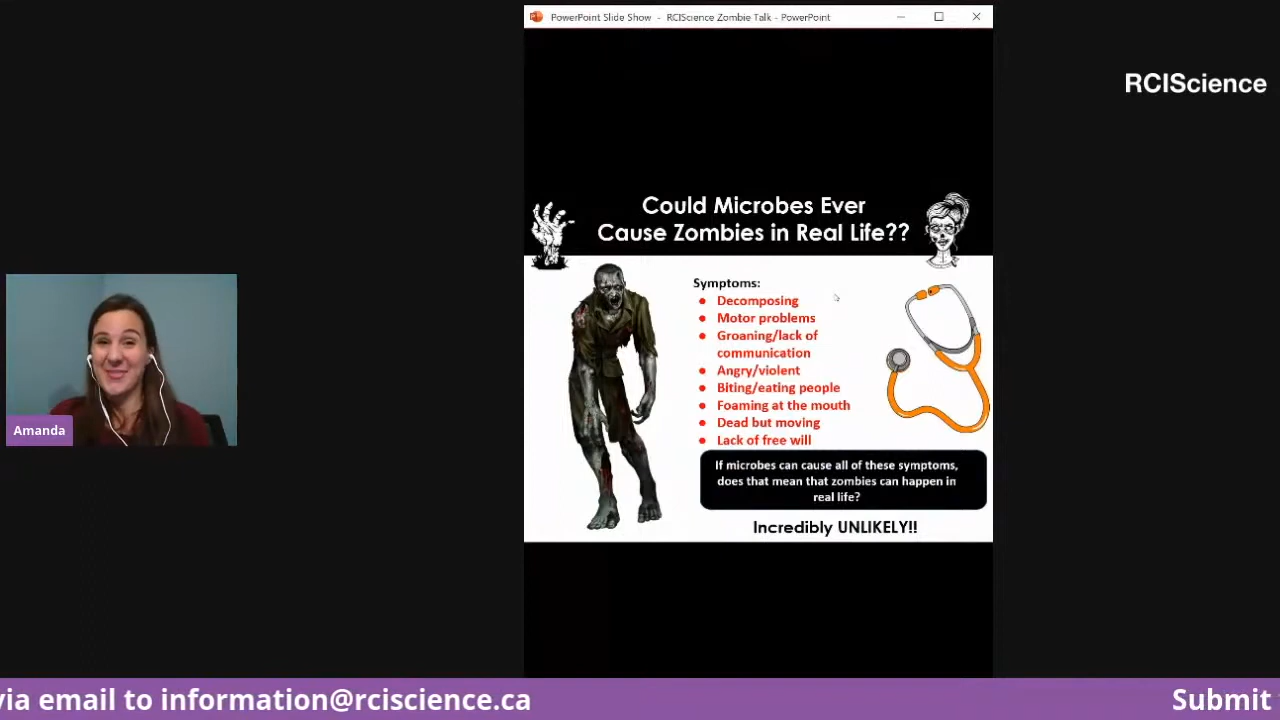 PowerPoint Slide Show - RCIScience Zombie Talk - PowerPoint
RCIScience
Could Microbes Ever
Cause Zombies in Real Life??
Symptoms:
● Decomposing
● Motor problems
● Groaning/lack of
communication
● Angry/violent
● Biting/eating people
● Foaming at the mouth
● Dead but moving
● Lack of free will
If microbes can cause all of these symptoms,
does that mean that zombies can happen in
real life?
Incredibly UNLIKELY!!
Amanda
via email to information@rciscience.ca Submit